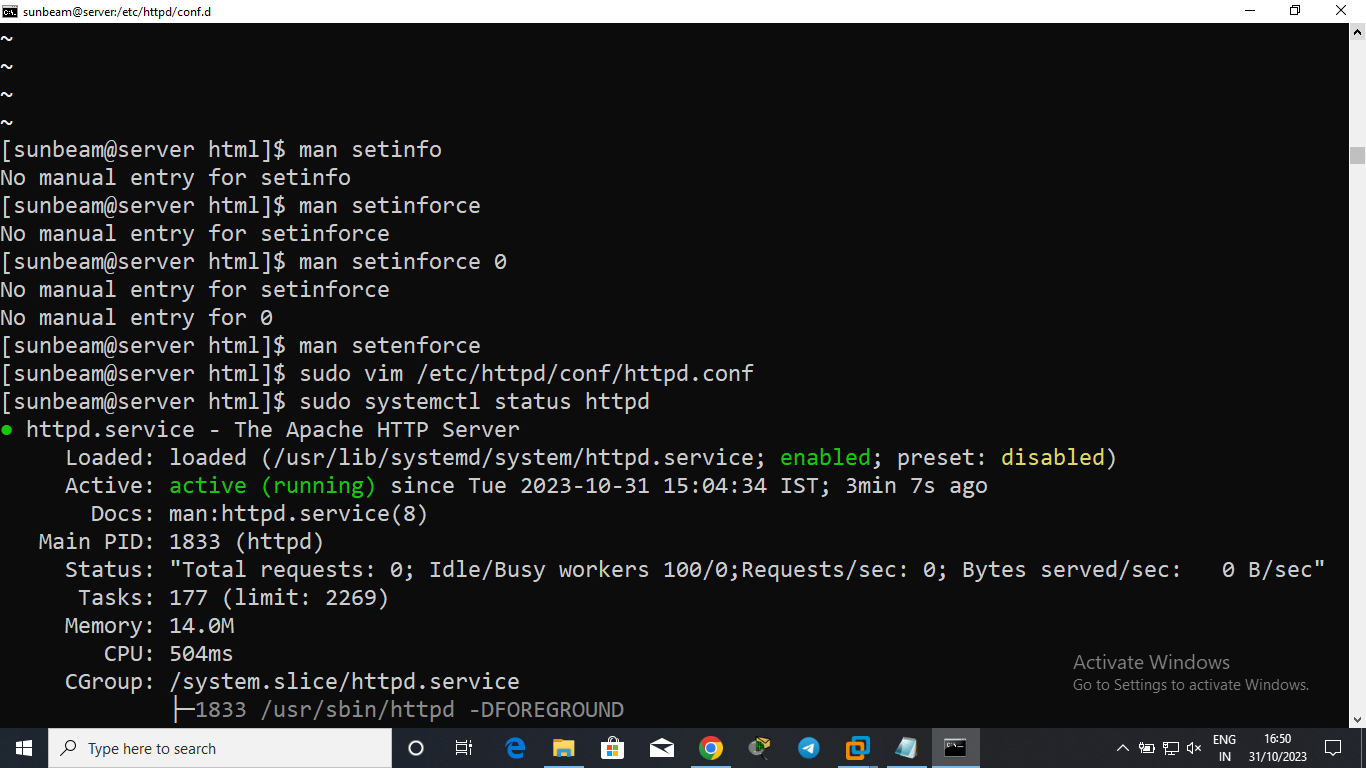 sunbeam@server:/etc/httpd/conf.d
~
~
~
~
[sunbeam@server html]$ man setinfo
No manual entry for setinfo
[sunbeam@server html]$ man setinforce
No manual entry for setinforce
[sunbeam@server html]$ man setinforce 0
No manual entry for setinforce
No manual entry for 0
[sunbeam@server html]$ man setenforce
[sunbeam@server html]$ sudo vim /etc/httpd/conf/httpd.conf
[sunbeam@server html]$ sudo systemctl status httpd
● httpd.service - The Apache HTTP Server
Loaded: loaded (/usr/lib/systemd/system/httpd.service; enabled; preset: disabled)
Active: active (running) since Tue 2023-10-31 15:04:34 IST; 3min 7s ago
Docs: man:httpd.service(8)
Main PID: 1833 (httpd)
Status: "Total requests: 0; Idle/Busy workers 100/0;Requests/sec: 0; Bytes served/sec:   0 B/sec"
Tasks: 177 (limit: 2269)
Memory: 14.0M
CPU: 504ms
CGroup: /system.slice/httpd.service
├─1833 /usr/sbin/httpd -DFOREGROUND
Activate Windows
Go to Settings to activate Windows.
Type here to search
ENG
IN
16:50
31/10/2023